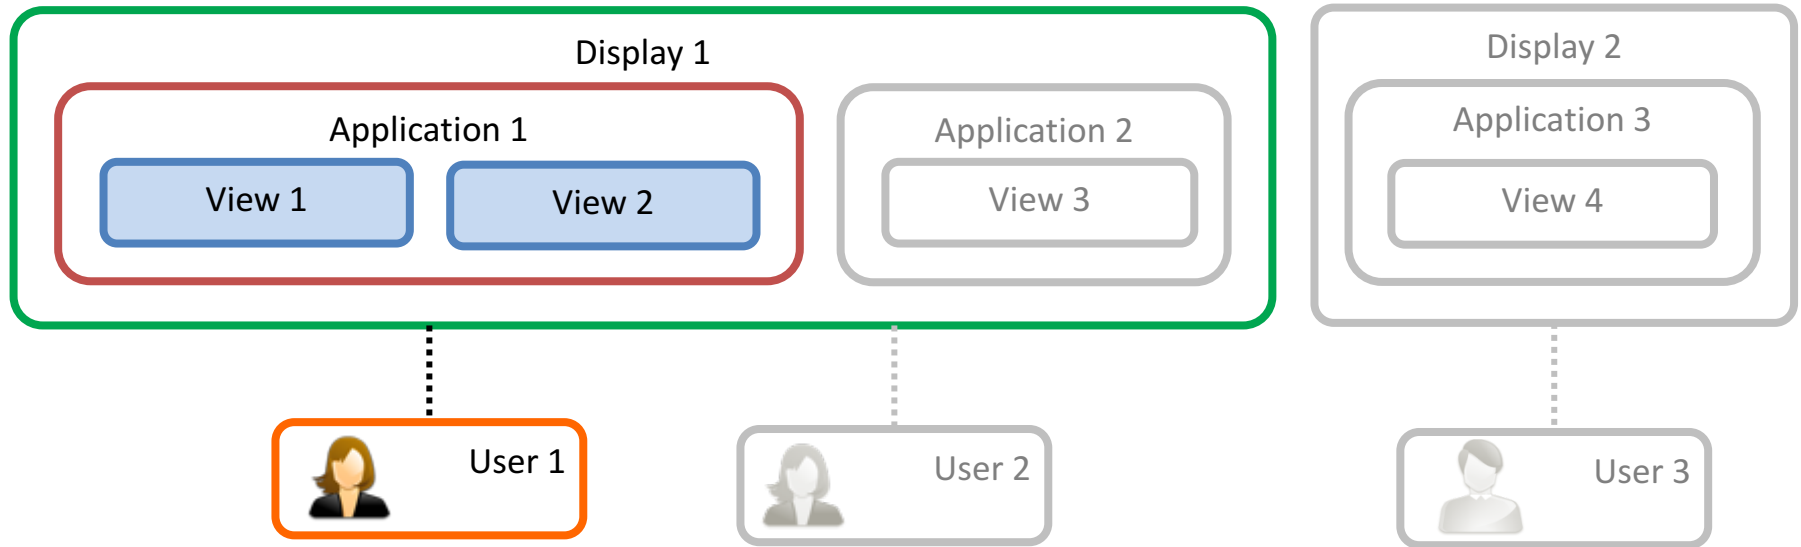 Display 1
Application 1
View 1
View 2
Application 2
View 3
Display 2
Application 3
View 4
User 1
User 2
User 3